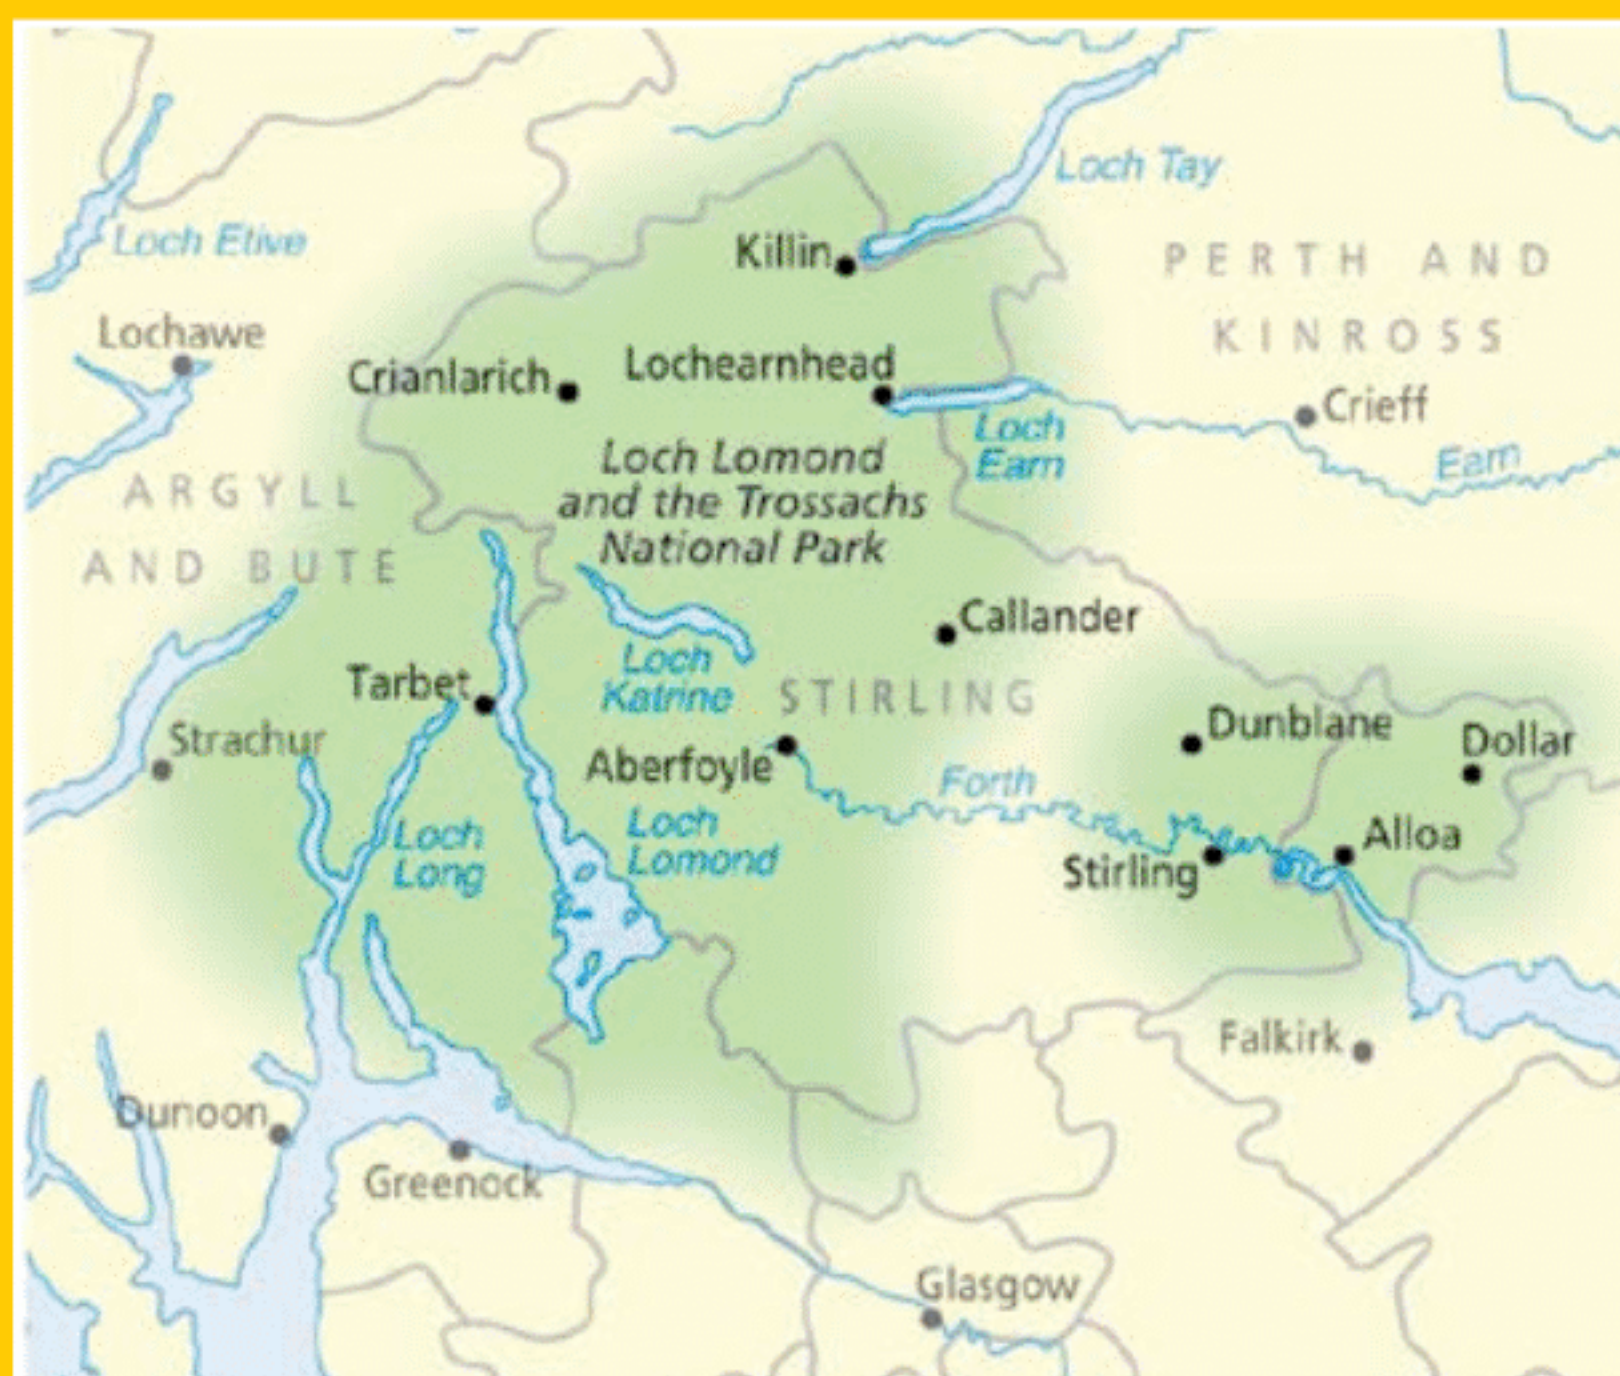 Loch Tay
Loch Etive
Killin
PERTH AND
KINROSS
Lochawe
Crianlarich
Lochearnhead
Crieff
Loch
Earn
Earn
Loch Lomond
and the Trossachs
National Park
ARGYLL
AND BUTE
Callander
Loch
Katrine
Tarbet
STIRLING
Strachur
Dunblane
Dollar
Aberfoyle
Forth
Loch
Long
Loch
Lomond
Alloa
Stirling
Falkirk
Dunoon
Greenock
Glasgow